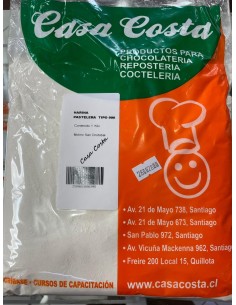 Casa Costa
PRODUCTOS PARA
CHOCOLATERIA
REPOSTERIA
COCTELERIA
HARINA
PASTELERA TIPO 000
Casa Costa
• Av. 21 de Mayo 738, Santiago
• Av. 21 de Mayo 673, Santiago
• San Pablo 972, Santiago
• Av. Vicuña Mackenna 962, Santiago
• Freire 200 Local 15, Quillota
www.casacosta.cl
- CURSOS DE CAPACITACIÓN